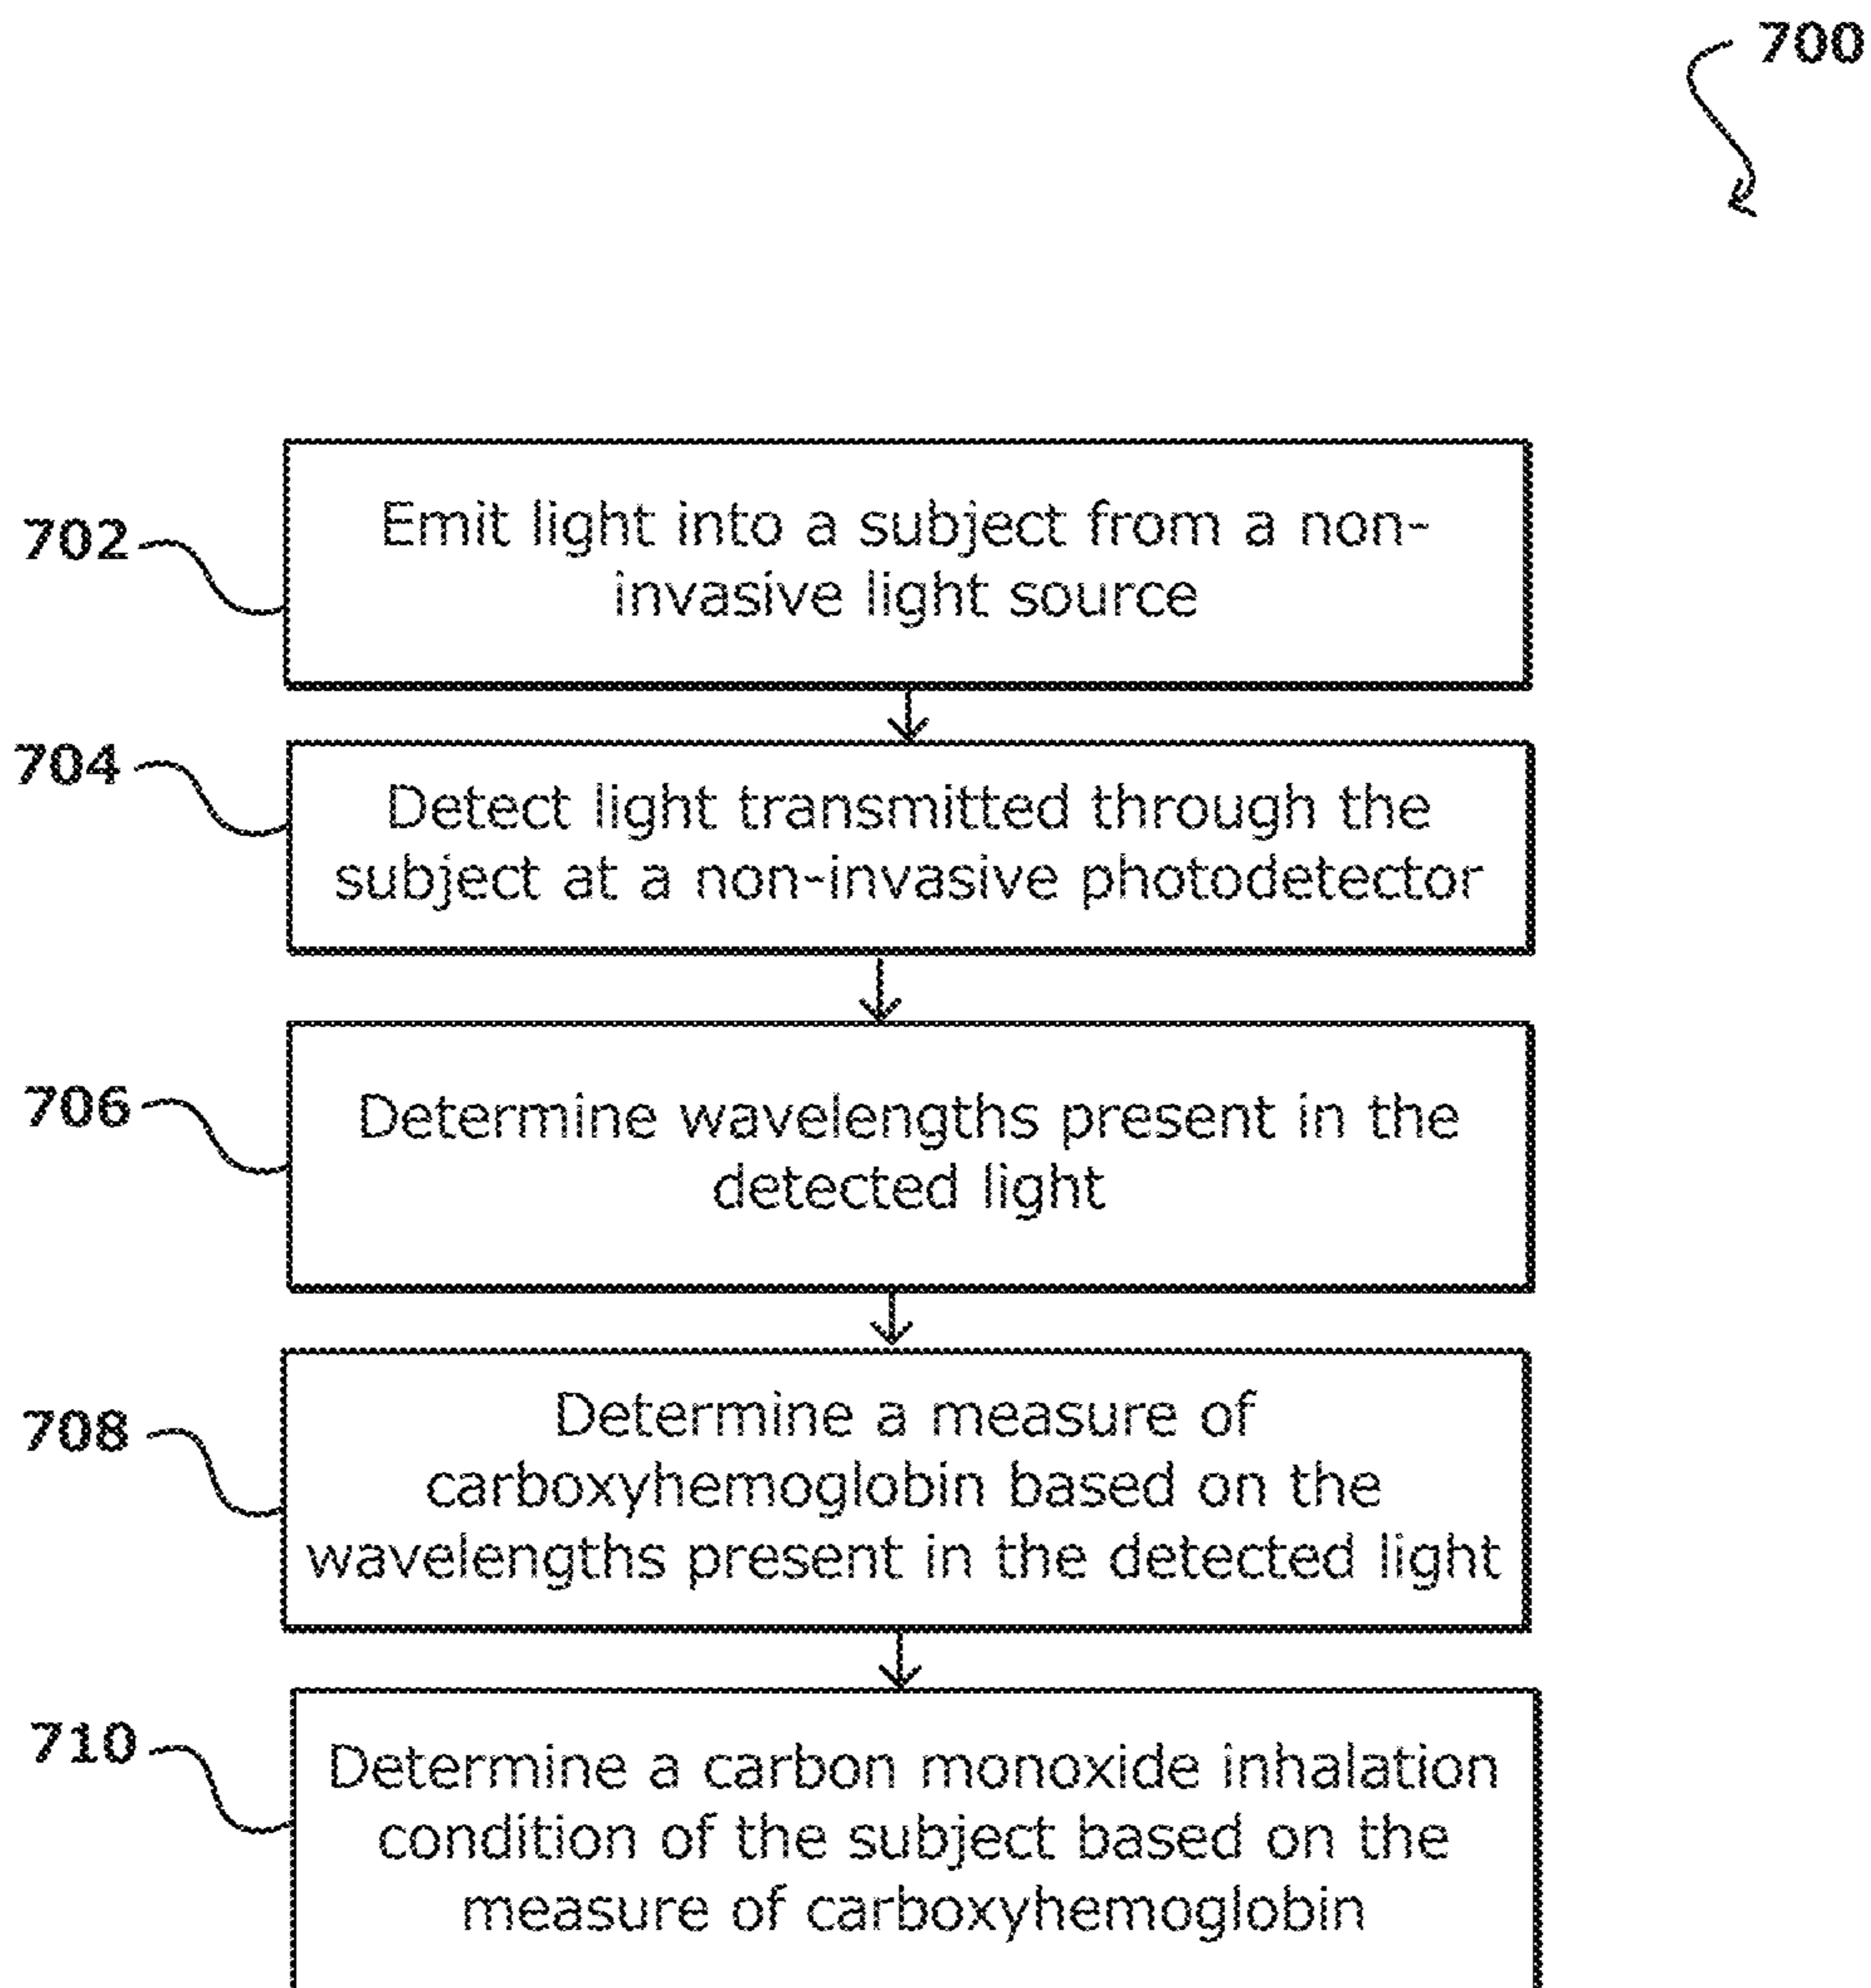 700
702
Emit light into a subject from a non-
invasive light source
704
Detect light transmitted through the
subject at a non-invasive photodetector
706
Determine wavelengths present in the
detected light
708
Determine a measure of
carboxyhemoglobin based on the
wavelengths present in the detected light
710
Determine a carbon monoxide inhalation
condition of the subject based on the
measure of carboxyhemoglobin